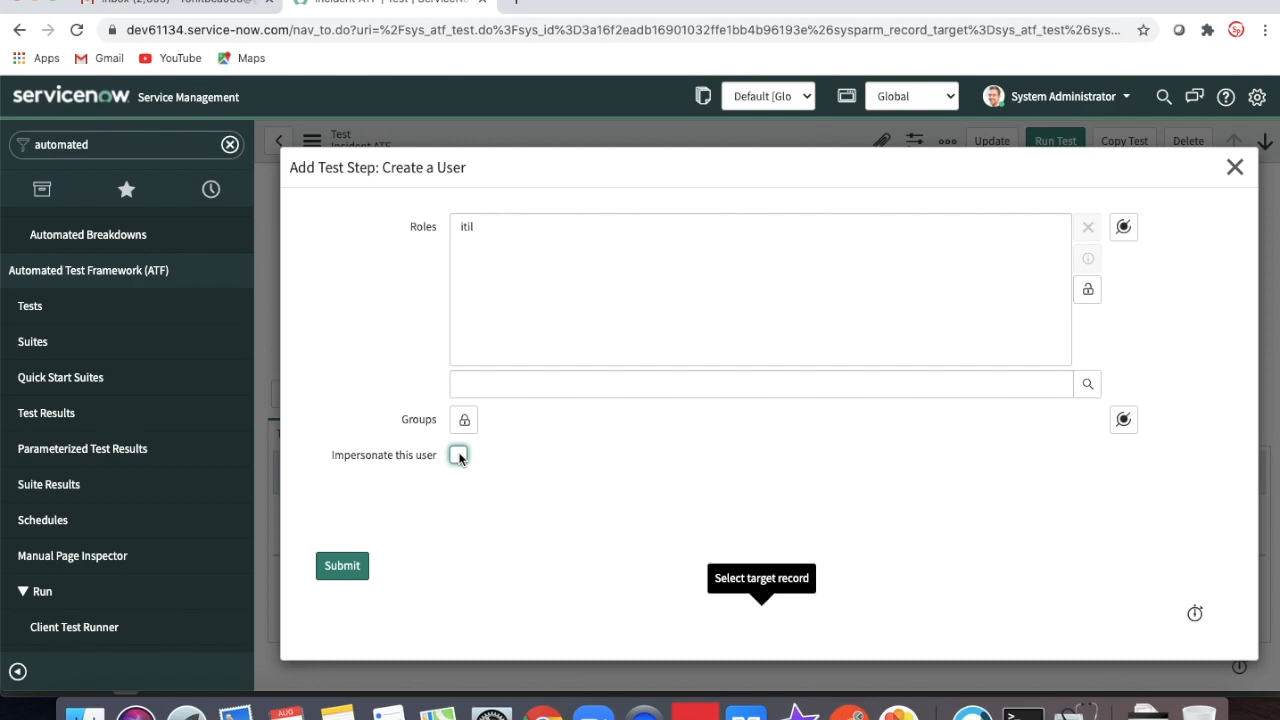 dev61134.service-now.com/nav_to.do?uri=%2Fsys_atf_test.do%3Fsys_id%3D3a16f2eadb16901032ffe1bb4b96193e%26sysparm_record_target%3Dsys_atf_test%26sys...
Apps Gmail YouTube Maps
servicenow Service Management Default [Glo Global System Administrator
automated
Test
Update Run Test Copy Test Delete
Add Test Step: Create a User
Roles itil
Automated Breakdowns
Automated Test Framework (ATF)
Tests
Suites
Quick Start Suites
Test Results
Groups
Parameterized Test Results
Impersonate this user
Suite Results
Schedules
Manual Page Inspector
Submit
Select target record
Run
Client Test Runner
AUG